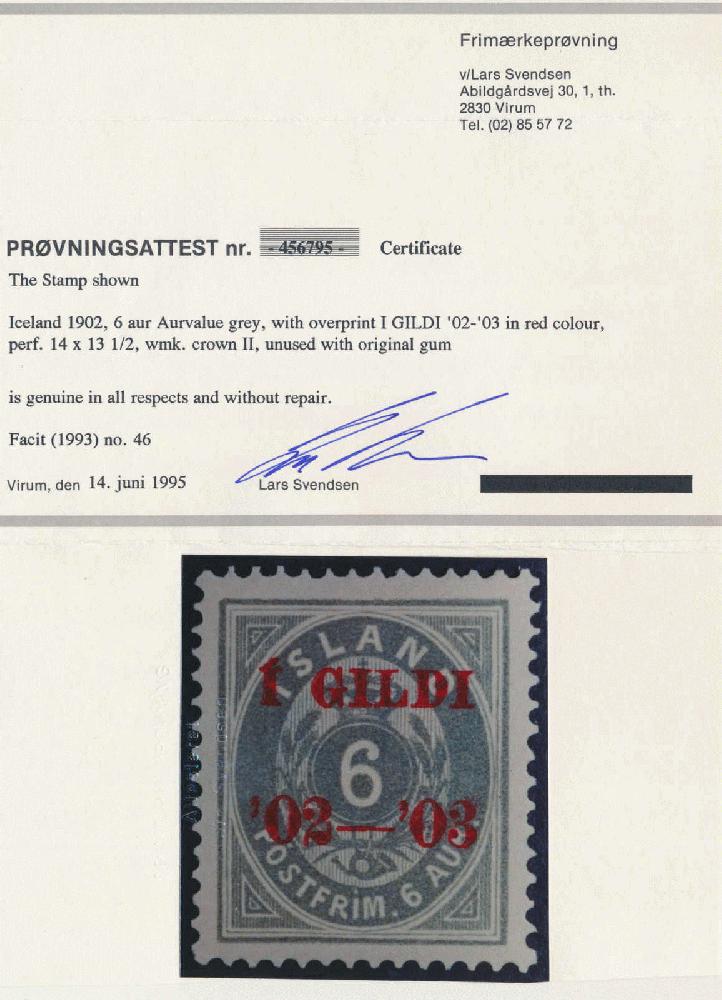 Frimærkeprøvning
v/Lars Svendsen
Abildgårdsvej 30, 1, th.
2830 Virum
Tel. (02) 85 57 72
PRØVNINGSATTEST nr. - 456795 - Certificate
The Stamp shown
Iceland 1902, 6 aur Aurvalue grey, with overprint I GILDI '02-'03 in red colour,
perf. 14 x 13 1/2, wmk. crown II, unused with original gum
is genuine in all respects and without repair.
Facit (1993) no. 46
Virum, den 14. juni 1995
Lars Svendsen
ISLAND
Í GILDI
6
'02—'03
POSTFRIM. 6 AUR